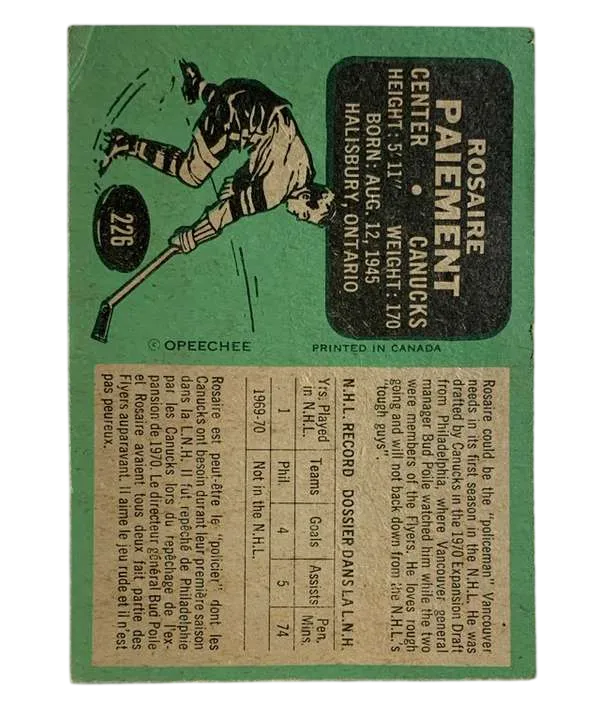 ROSAIRE
PAIEMENT
CENTER • CANUCKS
HEIGHT: 5'11" WEIGHT: 170
BORN: AUG. 12, 1945
HALISBURY, ONTARIO
226
© OPEECHEE
PRINTED IN CANADA
Rosaire could be the "policeman" Vancouver
needs in its first season in the N.H.L. He was
drafted by Canucks in the 1970 Expansion Draft
from Philadelphia, where Vancouver general
manager Bud Poile watched him while the two
were members of the Flyers. He loves rough
going and will not back down from the N.H.L.'s
"tough guys".
N.H.L. RECORD DOSSIER DANS LA L.N.H.
Yrs. Played in N.H.L. Teams Goals Assists Pen. Mins.
1 Phil. 4 5 74
1969-70 Not in the N.H.L.
Rosaire est peut-être le "policier" dont les
Canucks ont besoin durant leur première saison
dans la L.N.H. Il fut repêché de Philadelphie
par les Canucks lors du repêchage de l'ex-
pansion de 1970. Le directeur général Bud Poile
et Rosaire avaient tous deux fait partie des
Flyers auparavant. Il aime le jeu rude et il n'est
pas peureux.